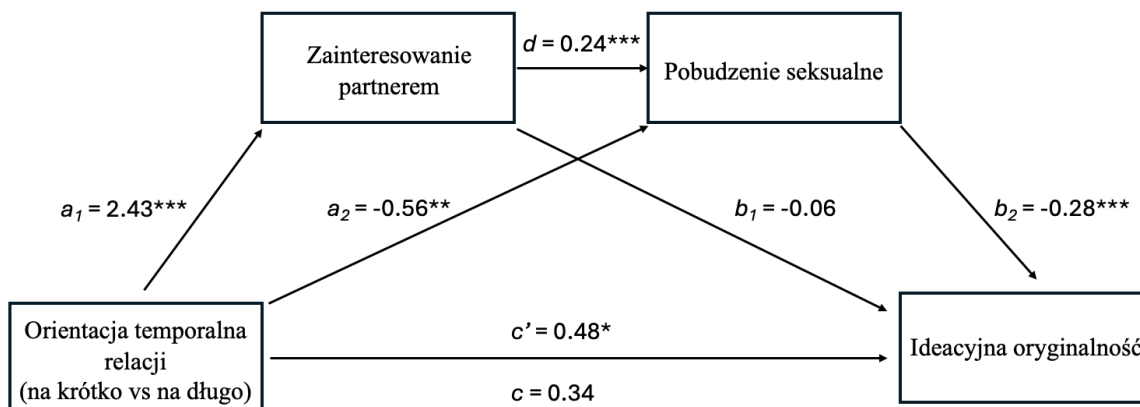 Zainteresowanie
partnerem
d = 0.24***
Pobudzenie seksualne
a1 = 2.43***
a2 = -0.56**
b1 = -0.06
b2 = -0.28***
Orientacja temporalna
relacji
(na krótko vs na długo)
c’ = 0.48*
c = 0.34
Ideacyjna oryginalność